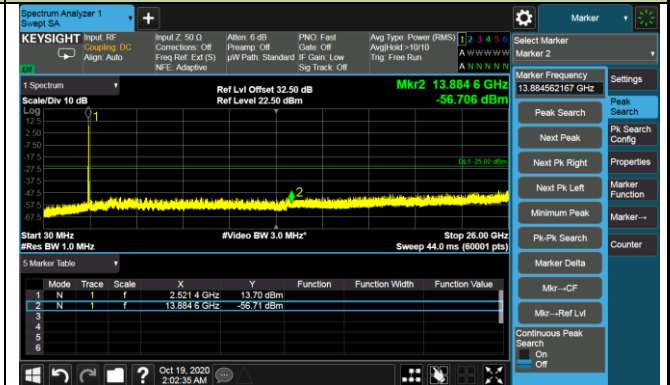 Spectrum Analyzer 1
Swept SA
+
Marker
KEYSIGHT
Input: RF
Coupling: DC
Align: Auto
Input Z: 50 Ω
Corrections: Off
Freq Ref: Ext (S)
NFE: Adaptive
Atten: 6 dB
Preamp: Off
µW Path: Standard
PNO: Fast
Gate: Off
IF Gain: Low
Sig Track: Off
Avg Type: Power (RMS)
Avg|Hold:>10/10
Trig: Free Run
1 2 3 4 5 6
A W W W W W
A N N N N N
Select Marker
Marker 2
1 Spectrum
Scale/Div 10 dB
Ref Lvl Offset 32.50 dB
Ref Level 22.50 dBm
Mkr2 13.884 6 GHz
-56.706 dBm
Log
12.5
2.50
-7.50
-17.5
-27.5
-37.5
-47.5
-57.5
-67.5
1
2
DL1 -25.00 dBm
Start 30 MHz
#Res BW 1.0 MHz
#Video BW 3.0 MHz*
Stop 26.00 GHz
Sweep 44.0 ms (60001 pts)
5 Marker Table
Mode Trace Scale X Y Function Function Width Function Value
1 N 1 f 2.521 4 GHz 13.70 dBm
2 N 1 f 13.884 6 GHz -56.71 dBm
3
4
5
6
Marker Frequency
13.884562167 GHz
Peak Search
Next Peak
Next Pk Right
Next Pk Left
Minimum Peak
Pk-Pk Search
Marker Delta
Mkr→CF
Mkr→Ref Lvl
Continuous Peak
Search
On
Off
Settings
Peak
Search
Pk Search
Config
Properties
Marker
Function
Marker→
Counter
?
Oct 19, 2020
2:02:35 AM